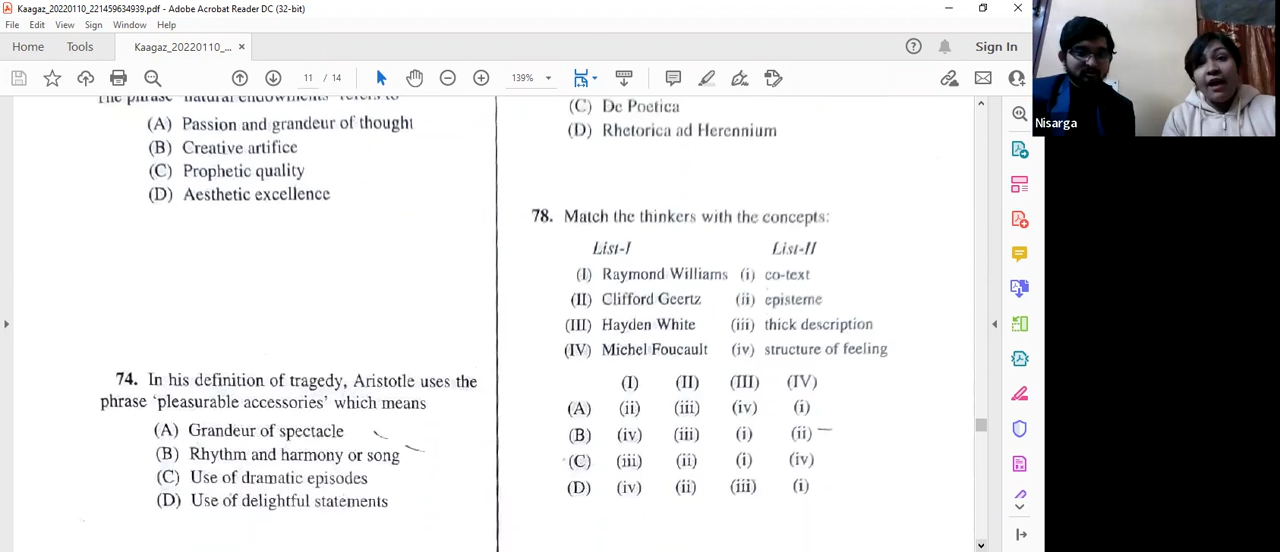 Kaagaz_20220110_221459634939.pdf - Adobe Acrobat Reader DC (32-bit)
File Edit View Sign Window Help
Home Tools Kaagaz_20220110_... × Sign In
11 / 14 139%
The phrase 'natural endowments' refers to
(A) Passion and grandeur of thought
(B) Creative artifice
(C) Prophetic quality
(D) Aesthetic excellence
74. In his definition of tragedy, Aristotle uses the
phrase 'pleasurable accessories' which means
(A) Grandeur of spectacle
(B) Rhythm and harmony or song
(C) Use of dramatic episodes
(D) Use of delightful statements
(C) De Poetica
(D) Rhetorica ad Herennium
78. Match the thinkers with the concepts:
List-I List-II
(I) Raymond Williams (i) co-text
(II) Clifford Geertz (ii) episteme
(III) Hayden White (iii) thick description
(IV) Michel Foucault (iv) structure of feeling
(I) (II) (III) (IV)
(A) (ii) (iii) (iv) (i)
(B) (iv) (iii) (i) (ii)
(C) (iii) (ii) (i) (iv)
(D) (iv) (ii) (iii) (i)
Nisarga